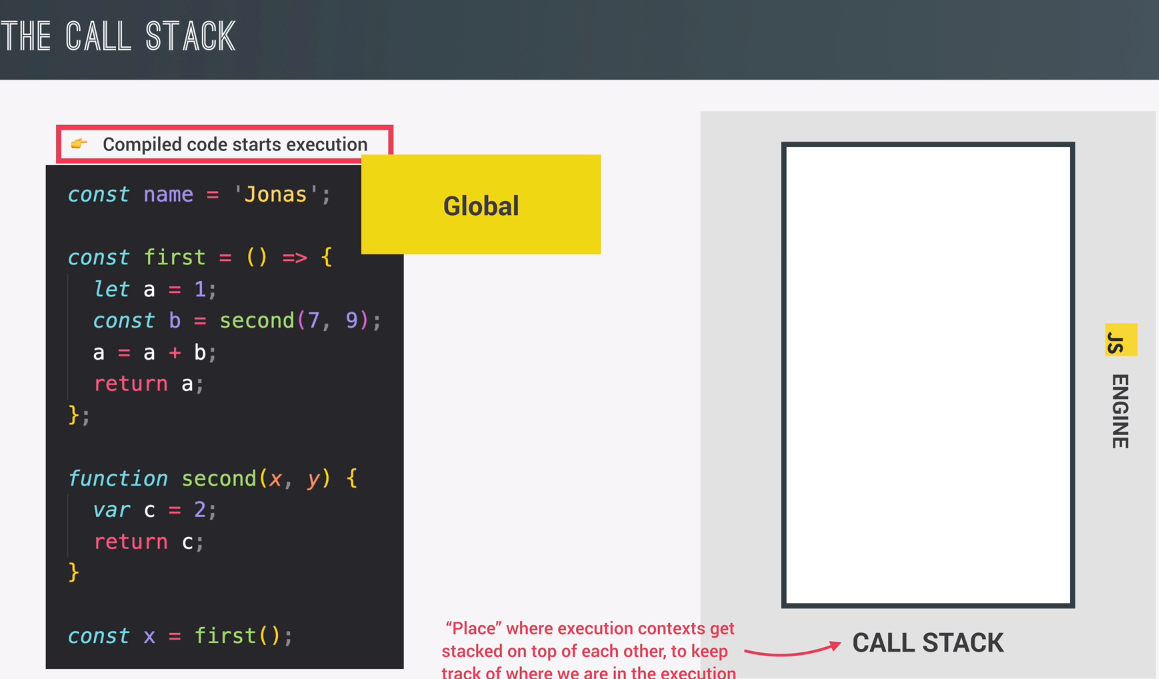 THE CALL STACK
👉 Compiled code starts execution
const name = 'Jonas';
const first = () => {
let a = 1;
const b = second(7, 9);
a = a + b;
return a;
};
function second(x, y) {
var c = 2;
return c;
}
const x = first();
Global
“Place” where execution contexts get
stacked on top of each other, to keep
track of where we are in the execution
CALL STACK
JS ENGINE